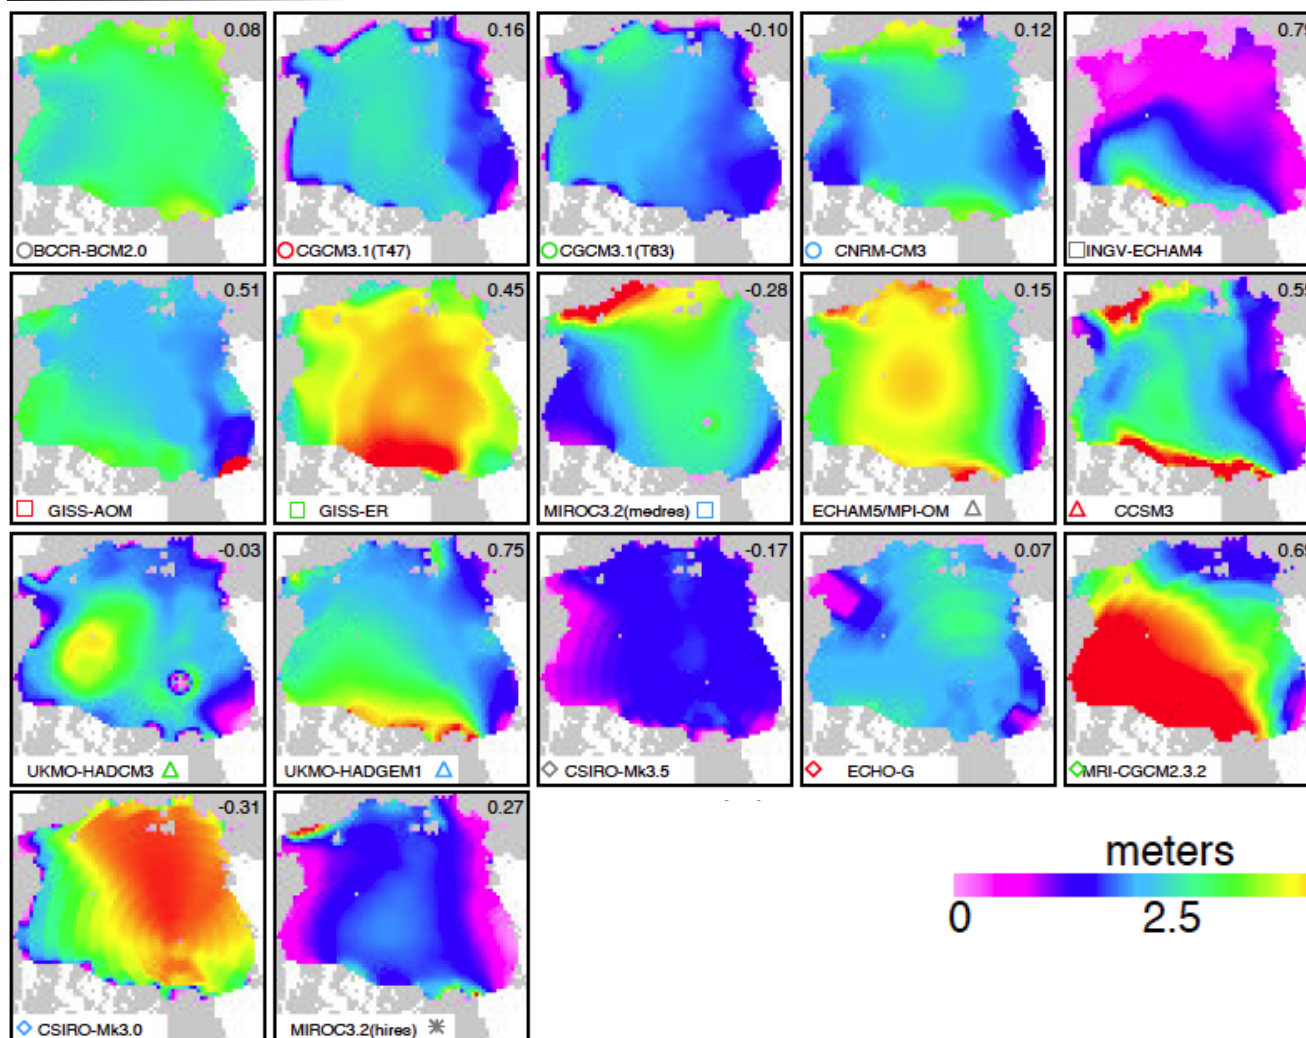 0.08
0.16
-0.10
0.12
0.79
BCCR-BCM2.0
CGCM3.1(T47)
CGCM3.1(T63)
CNRM-CM3
INGV-ECHAM4
0.51
0.45
-0.28
0.15
GISS-AOM
GISS-ER
MIROC3.2(medres)
ECHAM5/MPI-OM
CCSM3
-0.03
0.75
-0.17
0.07
UKMO-HADCM3
UKMO-HADGEM1
CSIRO-Mk3.5
ECHO-G
MRI-CGCM2.3.2
-0.31
0.27
CSIRO-Mk3.0
MIROC3.2(hires)
meters
0
2.5